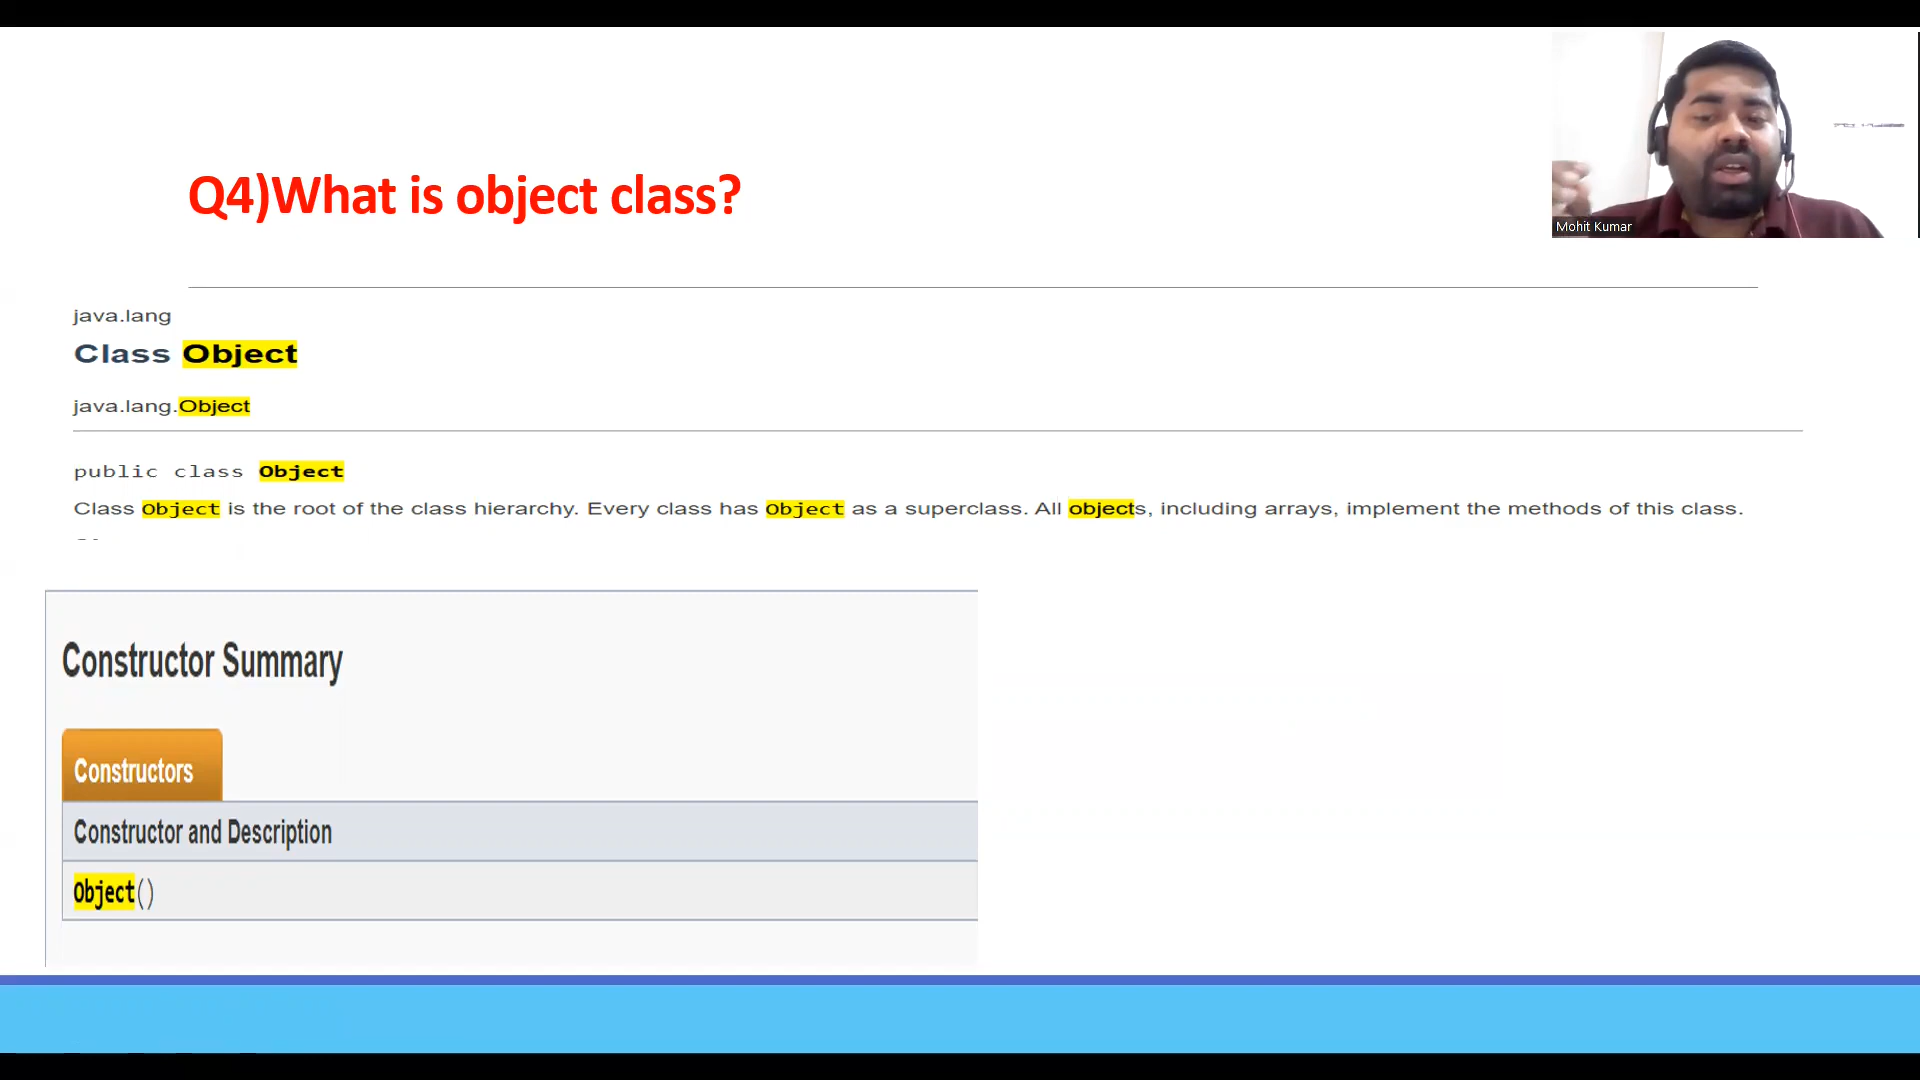 Q4)What is object class?
Mohit Kumar
java.lang
Class Object
java.lang.Object
public class Object
Class Object is the root of the class hierarchy. Every class has Object as a superclass. All objects, including arrays, implement the methods of this class.
Constructor Summary
Constructors
Constructor and Description
Object()